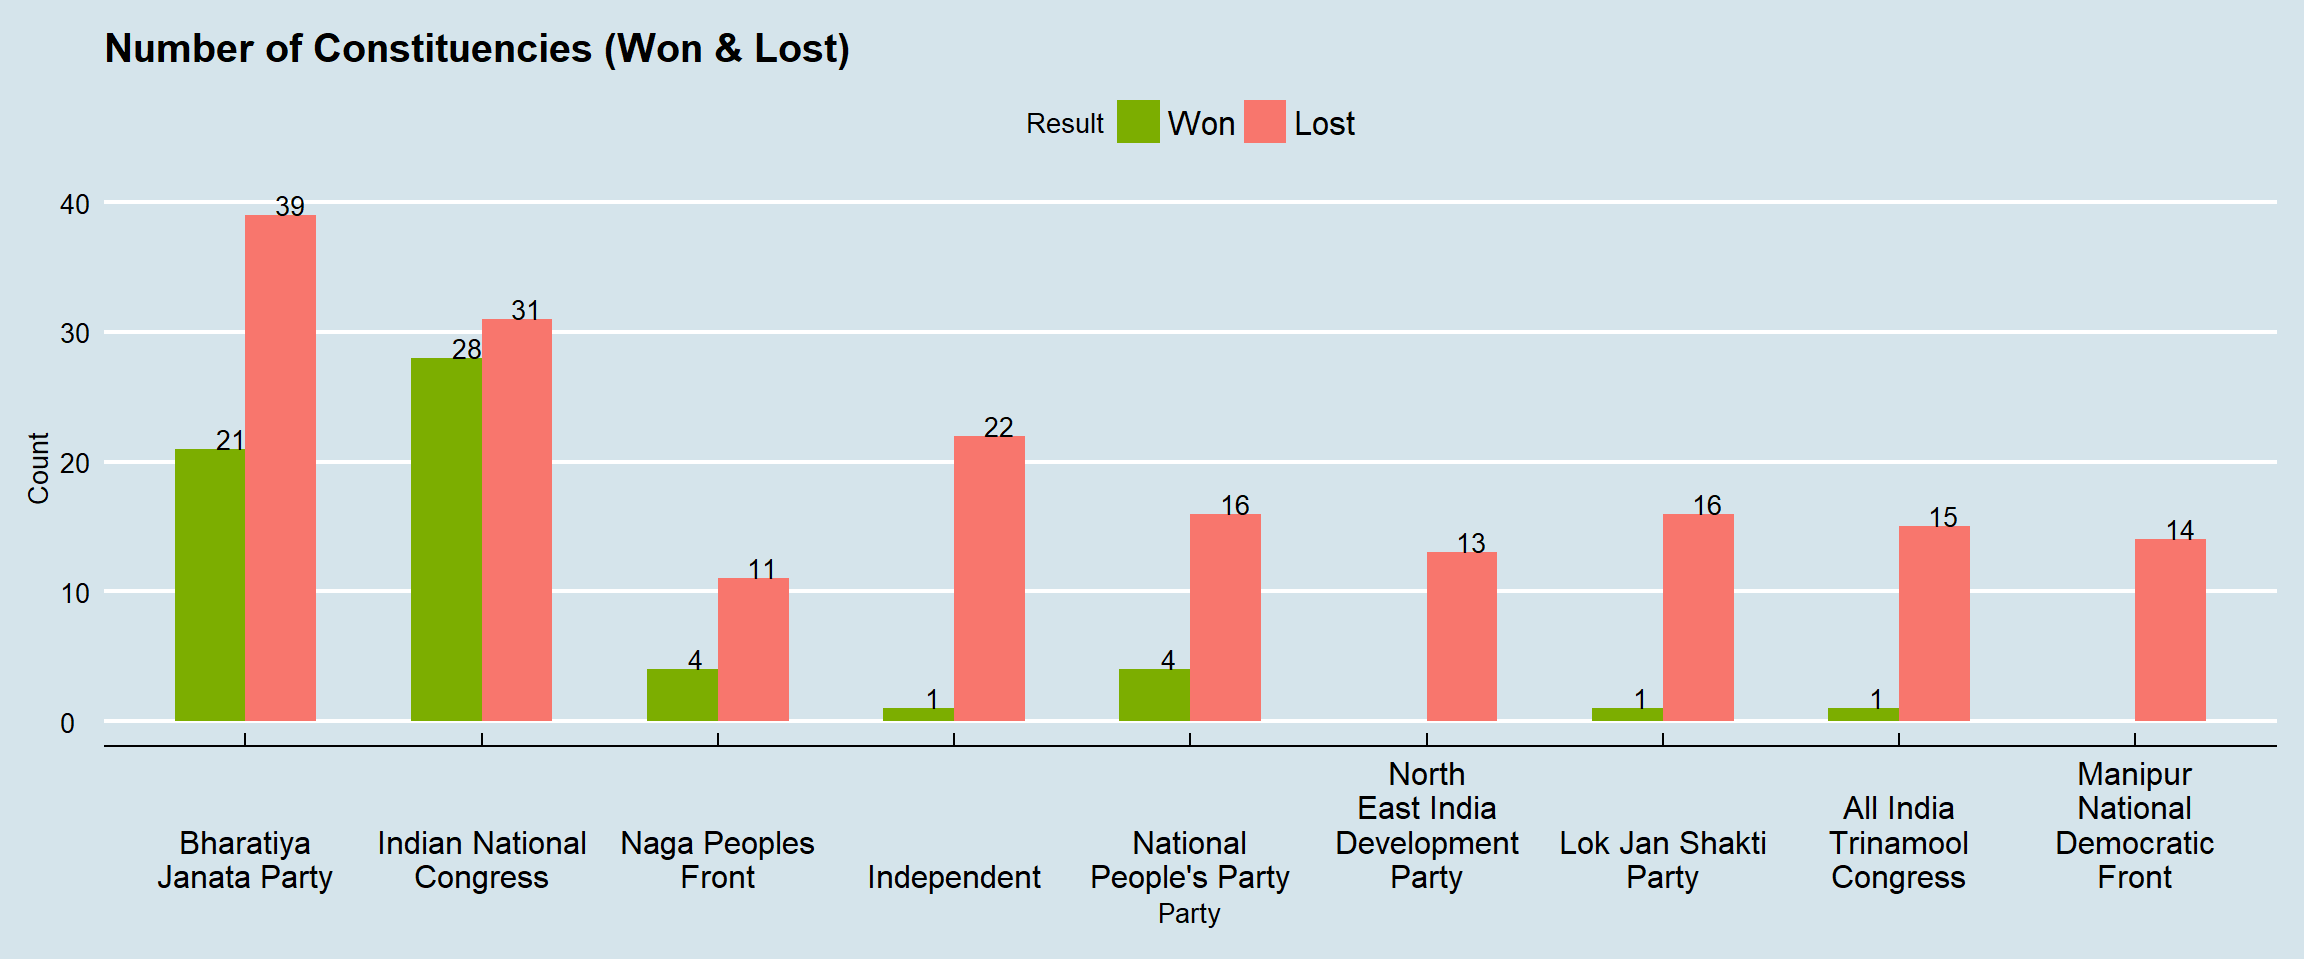 Number of Constituencies (Won & Lost)
Result Won Lost
40
30
20
10
0
Count
39
21
28
31
4
11
1
22
4
16
13
1
16
1
15
14
Bharatiya
Janata Party
Indian National
Congress
Naga Peoples
Front
Independent
National
People's Party
North
East India
Development
Party
Lok Jan Shakti
Party
All India
Trinamool
Congress
Manipur
National
Democratic
Front
Party